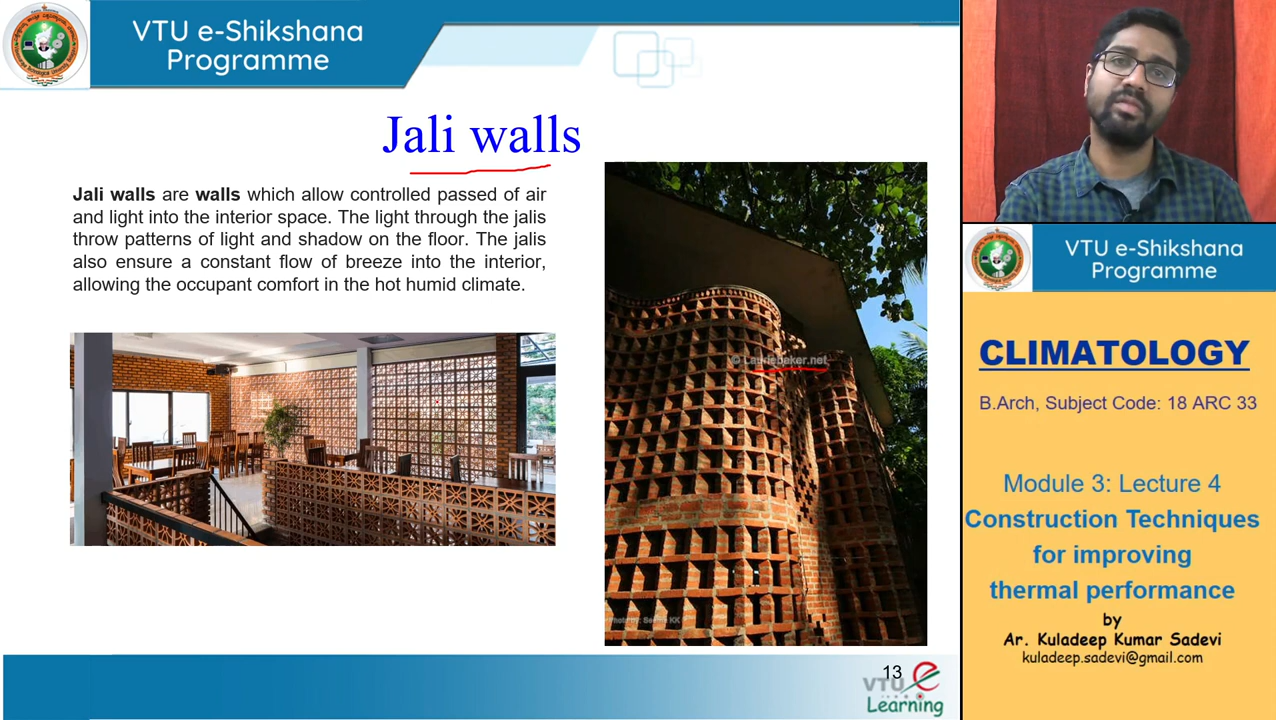 VTU e-Shikshana
Programme
Jali walls
Jali walls are walls which allow controlled passed of air
and light into the interior space. The light through the jalis
throw patterns of light and shadow on the floor. The jalis
also ensure a constant flow of breeze into the interior,
allowing the occupant comfort in the hot humid climate.
© Lauriebaker.net
13
VTU e
Learning
VTU e-Shikshana
Programme
CLIMATOLOGY
B.Arch, Subject Code: 18 ARC 33
Module 3: Lecture 4
Construction Techniques
for improving
thermal performance
by
Ar. Kuladeep Kumar Sadevi
kuladeep.sadevi@gmail.com